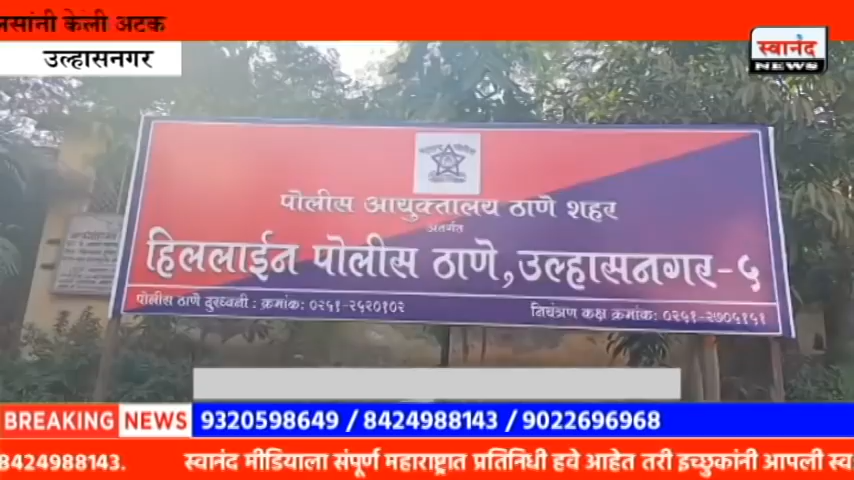 लसांनी केली अटक
उल्हासनगर
स्वानंद
NEWS
पोलीस आयुक्तालय ठाणे शहर
अंतर्गत
हिललाईन पोलीस ठाणे, उल्हासनगर-५
पोलीस ठाणे दुरध्वनी : क्रमांक: ०२५१-२५२०१०२
नियंत्रण कक्ष क्रमांक: ०२५१-२७०५१५१
BREAKING NEWS
9320598649 / 8424988143 / 9022696968
8424988143. स्वानंद मीडियाला संपूर्ण महाराष्ट्रात प्रतिनिधी हवे आहेत तरी इच्छुकांनी आपली स्व